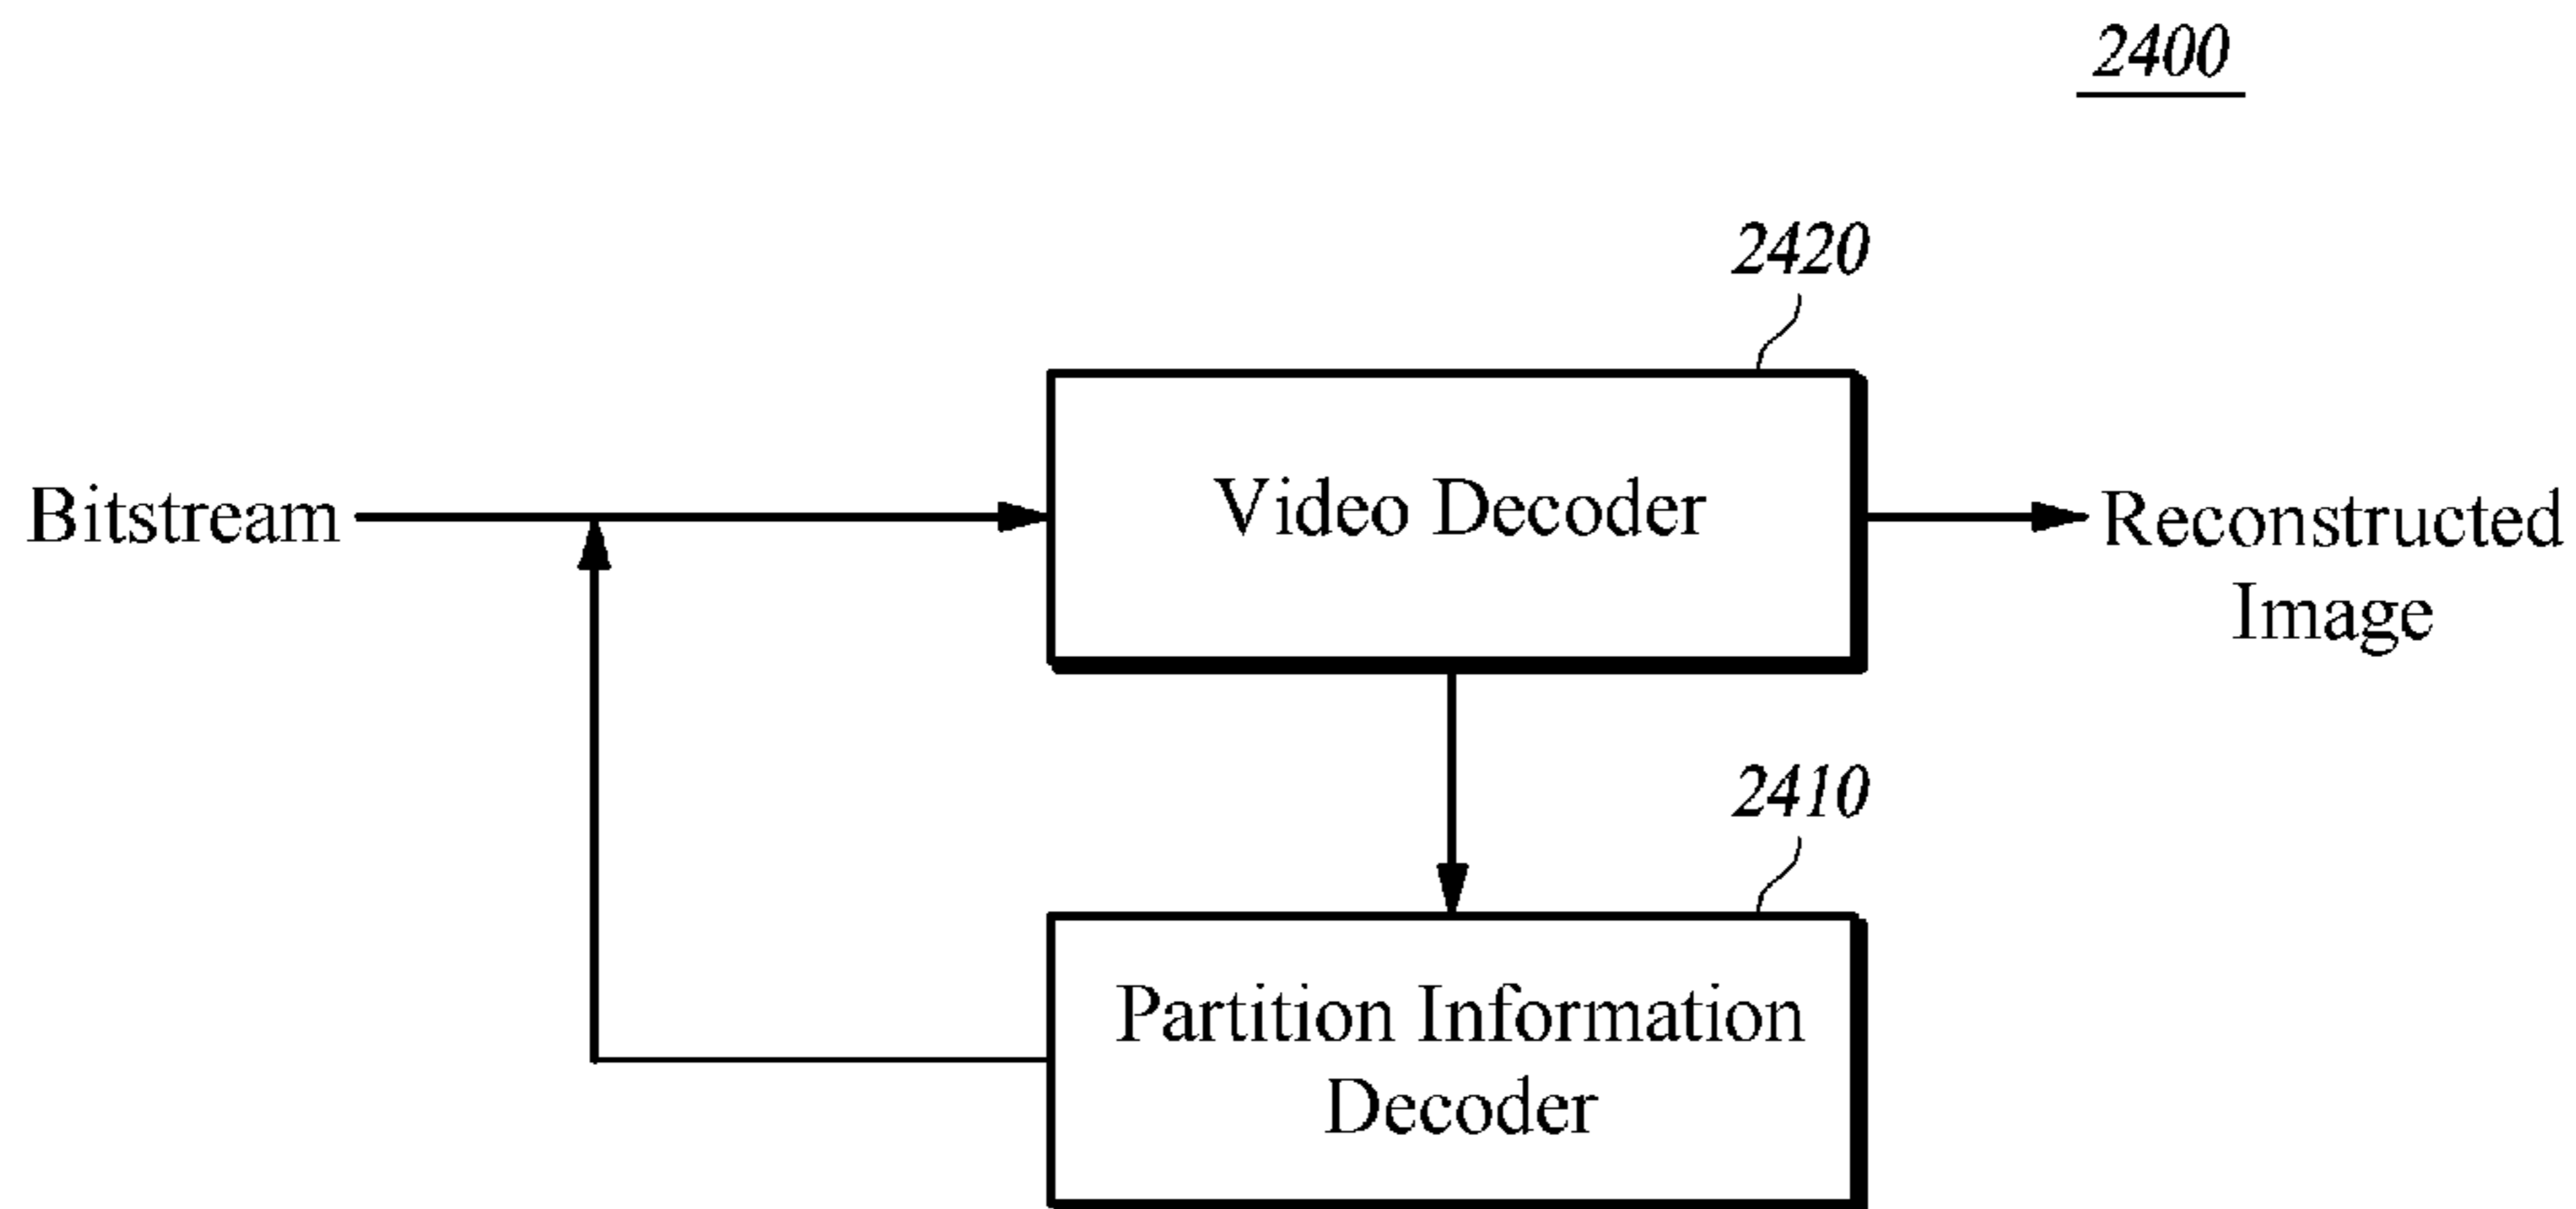 2400
2420
Video Decoder
Bitstream
Reconstructed
Image
2410
Partition Information
Decoder